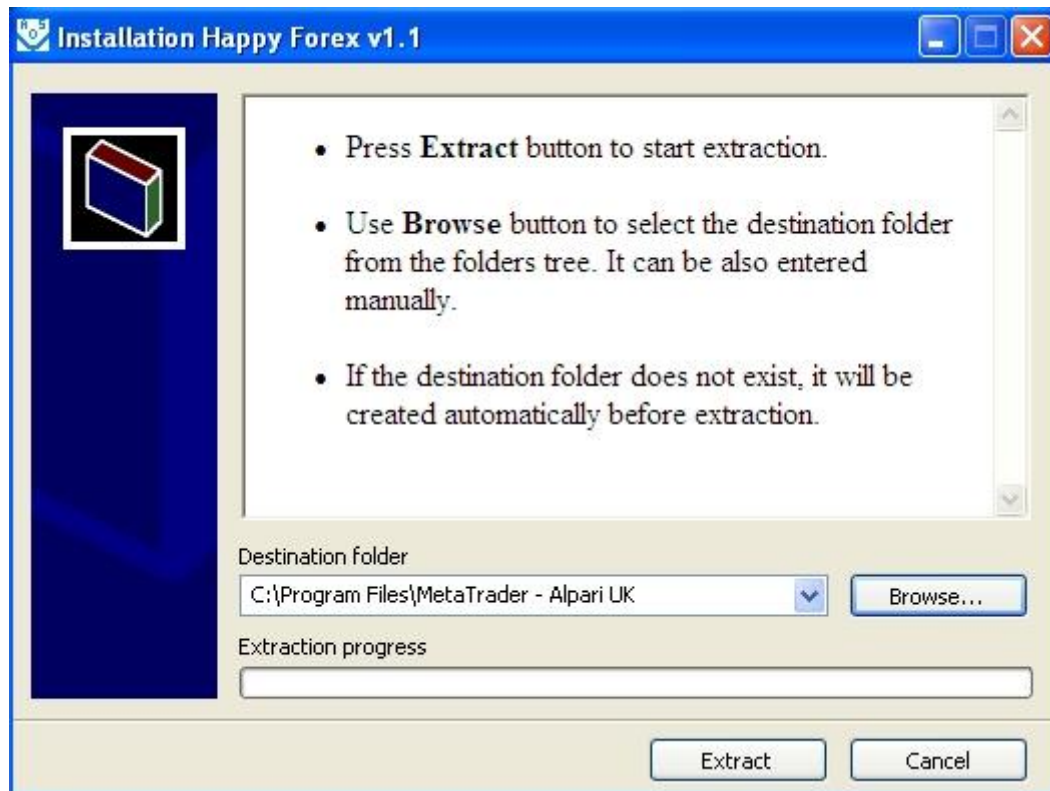 Installation Happy Forex v1.1
• Press Extract button to start extraction.
• Use Browse button to select the destination folder
from the folders tree. It can be also entered
manually.
• If the destination folder does not exist, it will be
created automatically before extraction.
Destination folder
C:\Program Files\MetaTrader - Alpari UK
Browse...
Extraction progress
Extract
Cancel